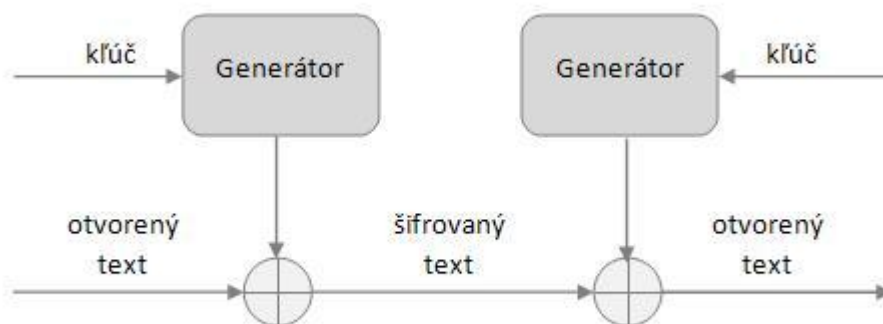 kľúč
Generátor
Generátor
kľúč
otvorený
text
šifrovaný
text
otvorený
text